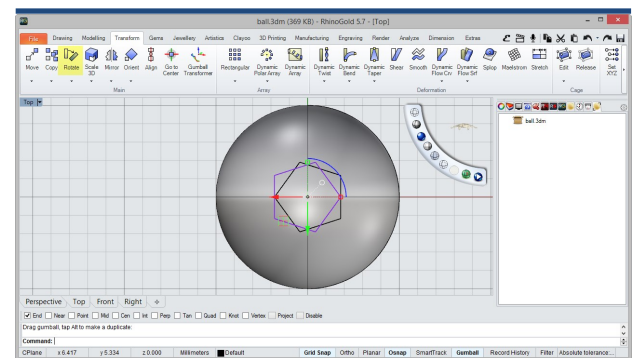 ball.3dm (369 KB) - RhinoGold 5.7 - [Top]
File Drawing Modelling Transform Gems Jewellery Artistic Clayoo 3D Printing Manufacturing Engraving Render Analyze Dimension Extras
Move Copy Rotate Scale 3D Mirror Orient Align Go to Center Gumball Transformer Rectangular Dynamic Polar Array Dynamic Array Dynamic Twist Dynamic Bend Dynamic Taper Shear Smooth Dynamic Flow Crv Dynamic Flow Srf Splop Maelstrom Stretch Edit Release Set XYZ
Main Array Deformation Cage
Top
ball.3dm
Perspective Top Front Right
End Near Point Mid Cen Int Perp Tan Quad Knot Vertex Project Disable
Drag gumball, tap Alt to make a duplicate:
Command:
CPlane x 6.417 y 5.334 z 0.000 Millimeters Default Grid Snap Ortho Planar Osnap SmartTrack Gumball Record History Filter Absolute tolerance:...